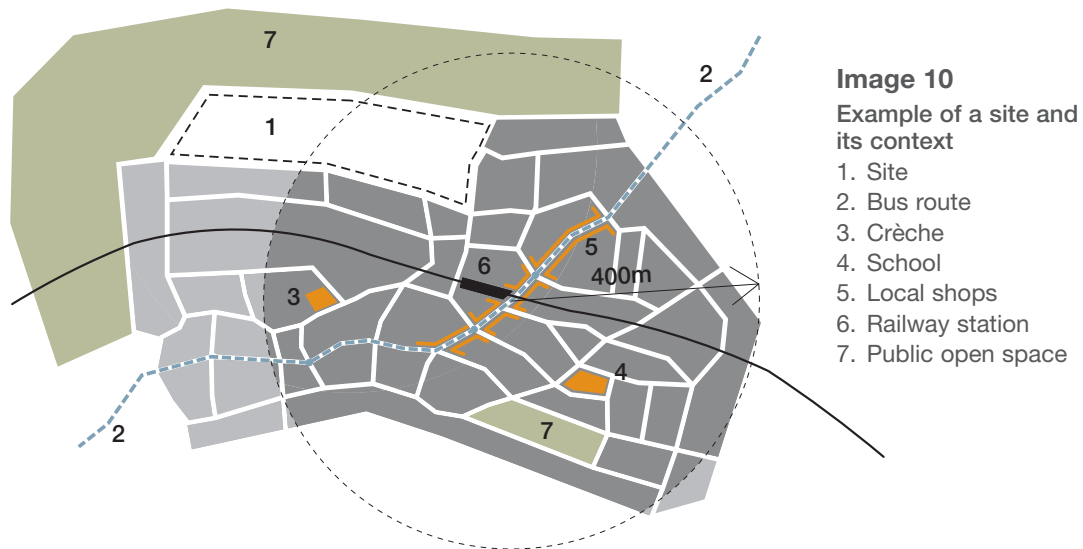 7
2
1
5
6
400m
3
4
7
2
Image 10
Example of a site and
its context
1. Site
2. Bus route
3. Crèche
4. School
5. Local shops
6. Railway station
7. Public open space